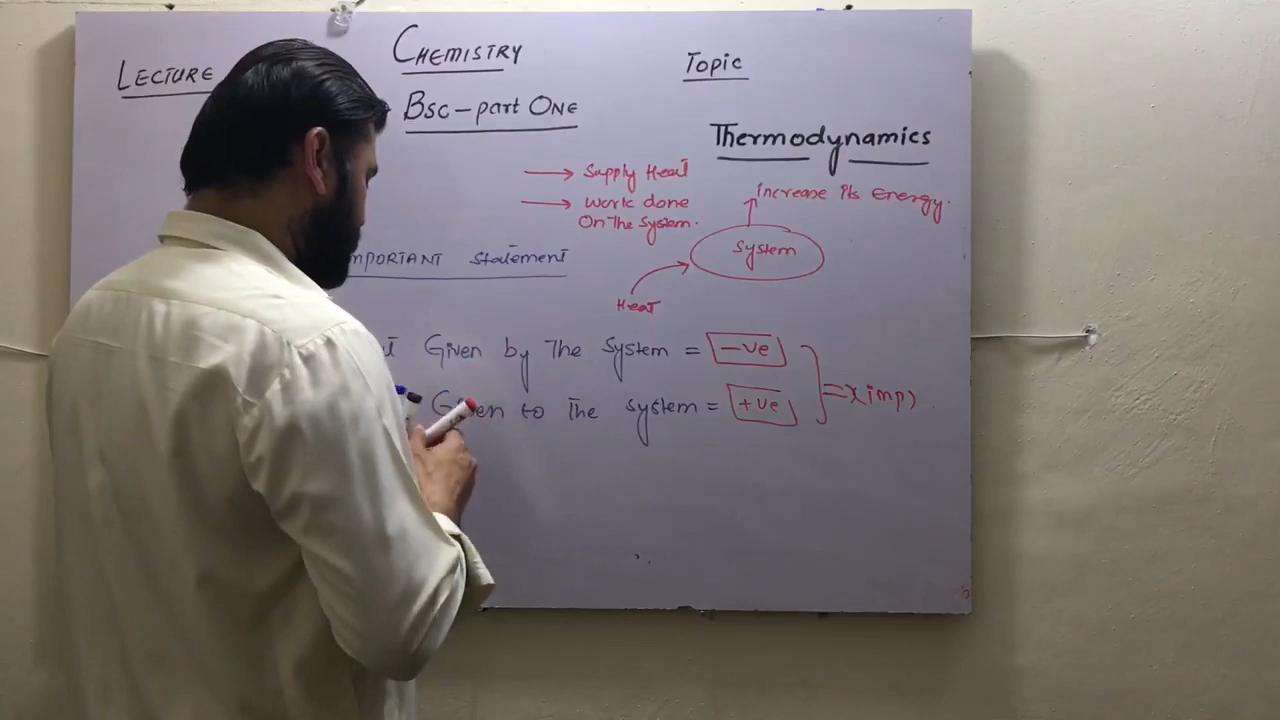 LECTURE
CHEMISTRY
Bsc-part ONE
Topic
Thermodynamics
→ Supply Heat
→ Work done
On The System.
increase its energy.
System
Heat
MPORTANT Statement
Given by The System = -ve
Given to The system = +ve
(imp)